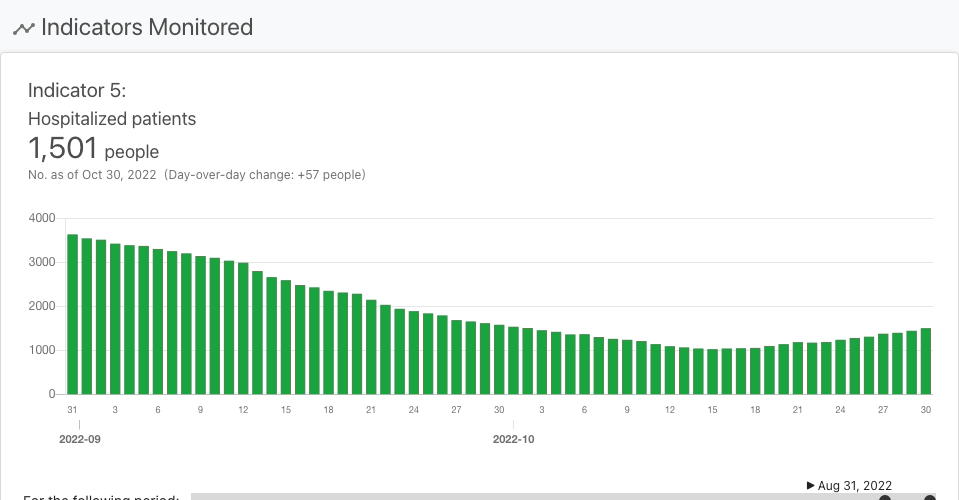 Indicators Monitored
Indicator 5:
Hospitalized patients
1,501 people
No. as of Oct 30, 2022 (Day-over-day change: +57 people)
4000
3000
2000
1000
0
31 3 6 9 12 15 18 21 24 27 30 3 6 9 12 15 18 21 24 27 30
2022-09 2022-10
▶ Aug 31, 2022
For the following period: